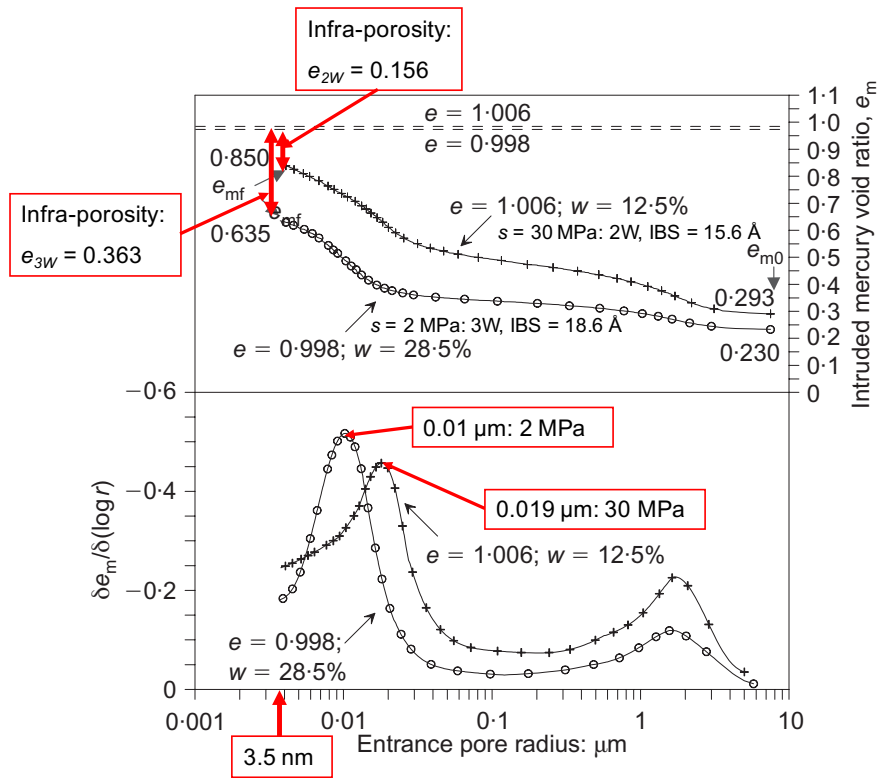 Infra-porosity:
e2W = 0.156
Infra-porosity:
e3W = 0.363
e = 1·006
e = 0·998
0·850
emf
emf
0·635
e = 1·006; w = 12·5%
s = 30 MPa: 2W, IBS = 15.6 Å
em0
0·293
s = 2 MPa: 3W, IBS = 18.6 Å
e = 0·998; w = 28·5%
0·230
1·1
1·0
0·9
0·8
0·7
0·6
0·5
0·4
0·3
0·2
0·1
0
Intruded mercury void ratio, em
−0·6
−0·4
−0·2
0
δem/δ(log r)
0.01 µm: 2 MPa
0.019 µm: 30 MPa
e = 1·006; w = 12·5%
e = 0·998;
w = 28·5%
0·001
0·01
0·1
1
10
Entrance pore radius: µm
3.5 nm